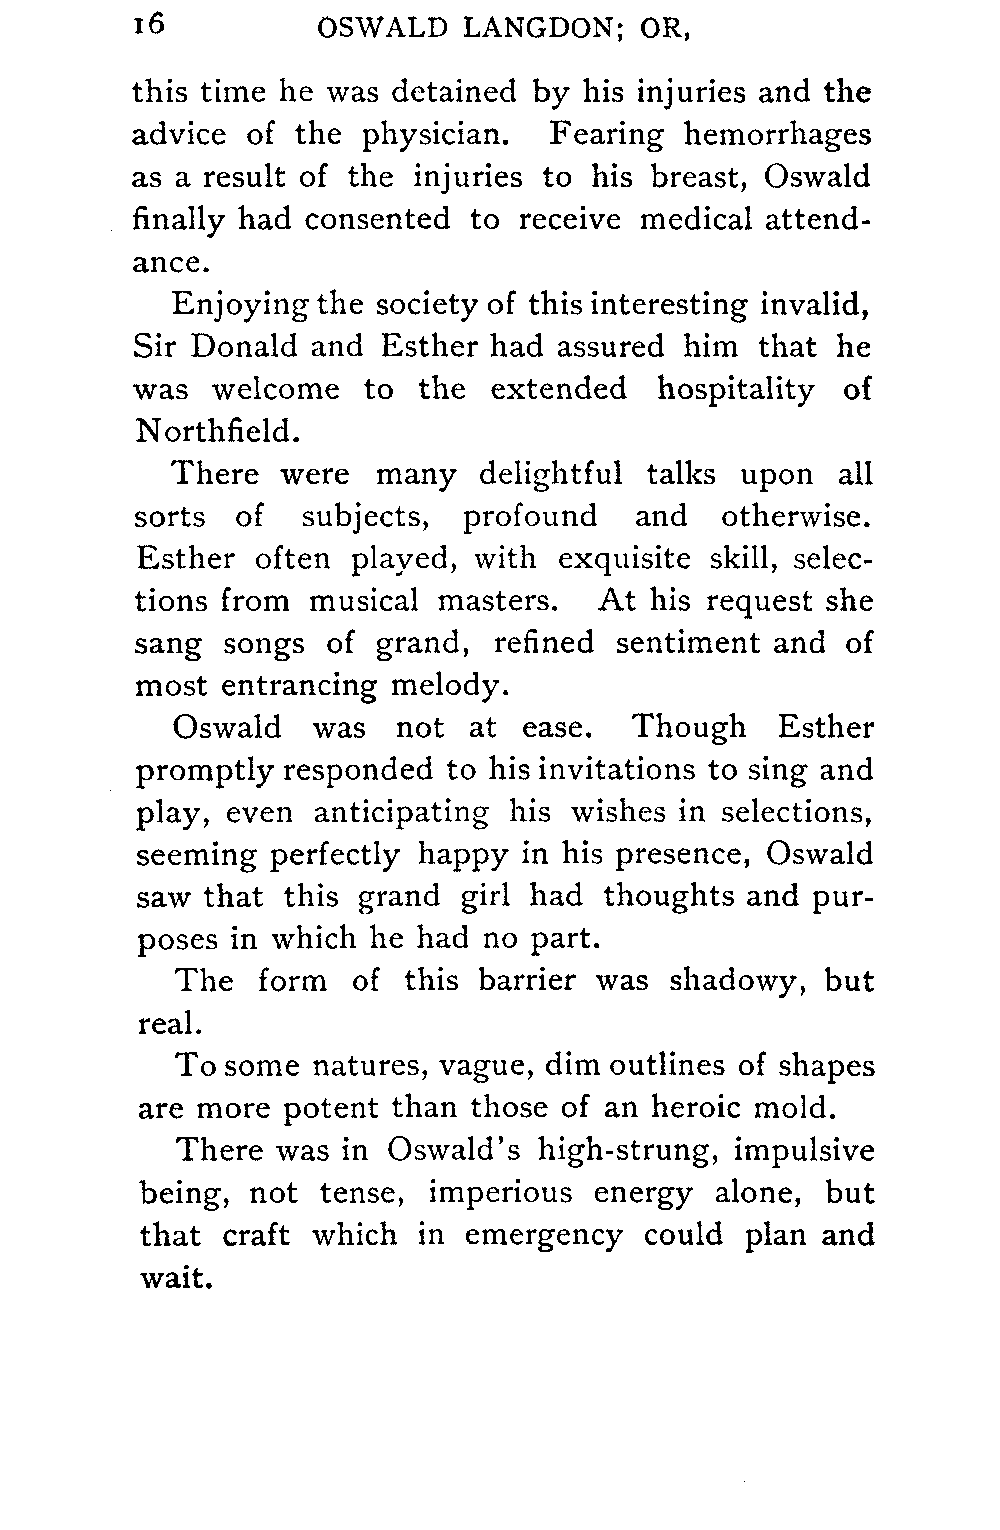 16 OSWALD LANGDON; OR,
this time he was detained by his injuries and the
advice of the physician. Fearing hemorrhages
as a result of the injuries to his breast, Oswald
finally had consented to receive medical attend-
ance.
Enjoying the society of this interesting invalid,
Sir Donald and Esther had assured him that he
was welcome to the extended hospitality of
Northfield.
There were many delightful talks upon all
sorts of subjects, profound and otherwise.
Esther often played, with exquisite skill, selec-
tions from musical masters. At his request she
sang songs of grand, refined sentiment and of
most entrancing melody.
Oswald was not at ease. Though Esther
promptly responded to his invitations to sing and
play, even anticipating his wishes in selections,
seeming perfectly happy in his presence, Oswald
saw that this grand girl had thoughts and pur-
poses in which he had no part.
The form of this barrier was shadowy, but
real.
To some natures, vague, dim outlines of shapes
are more potent than those of an heroic mold.
There was in Oswald's high-strung, impulsive
being, not tense, imperious energy alone, but
that craft which in emergency could plan and
wait.